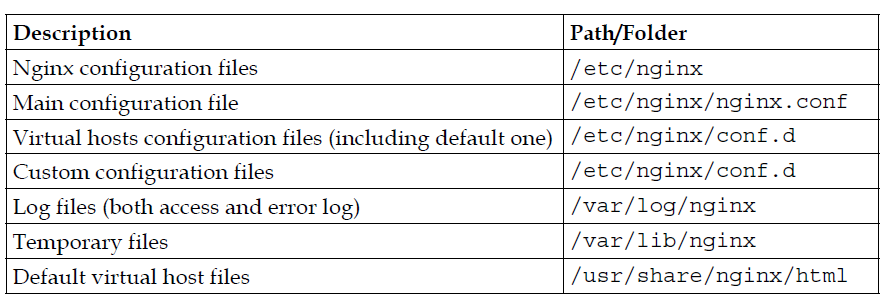 Description Path/Folder
Nginx configuration files /etc/nginx
Main configuration file /etc/nginx/nginx.conf
Virtual hosts configuration files (including default one) /etc/nginx/conf.d
Custom configuration files /etc/nginx/conf.d
Log files (both access and error log) /var/log/nginx
Temporary files /var/lib/nginx
Default virtual host files /usr/share/nginx/html